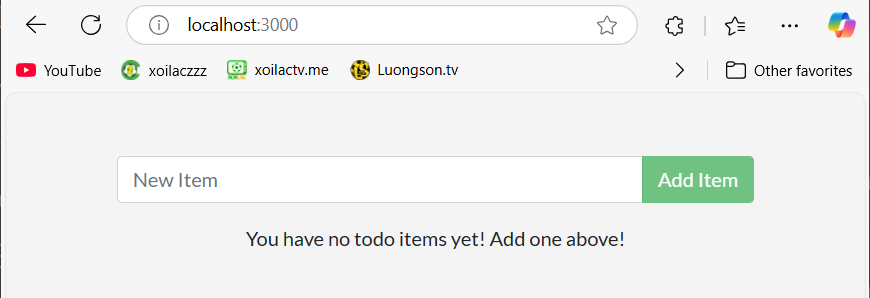 localhost:3000
YouTube xoilaczzz xoilactv.me Luongson.tv Other favorites
New Item Add Item
You have no todo items yet! Add one above!